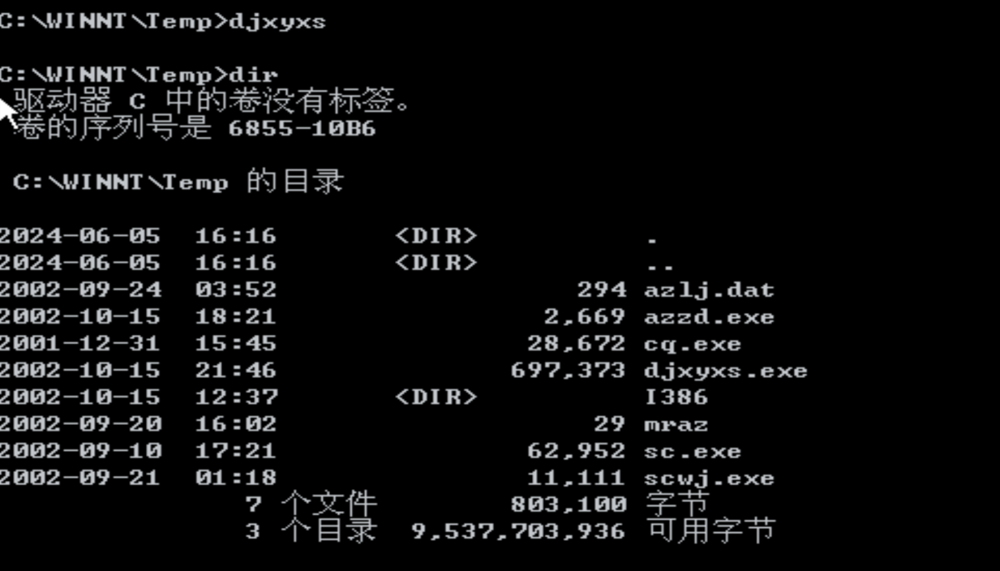 C:\WINNT\Temp>djxyxs
C:\WINNT\Temp>dir
驱动器 C 中的卷没有标签。
卷的序列号是 6855-10B6
C:\WINNT\Temp 的目录
2024-06-05  16:16       <DIR>          .
2024-06-05  16:16       <DIR>          ..
2002-09-24  03:52                  294 azlj.dat
2002-10-15  18:21                2,669 azzd.exe
2001-12-31  15:45               28,672 cq.exe
2002-10-15  21:46              697,373 djxyxs.exe
2002-10-15  12:37       <DIR>          I386
2002-09-20  16:02                   29 mraz
2002-09-10  17:21               62,952 sc.exe
2002-09-21  01:18               11,111 scwj.exe
7 个文件        803,100 字节
3 个目录  9,537,703,936 可用字节